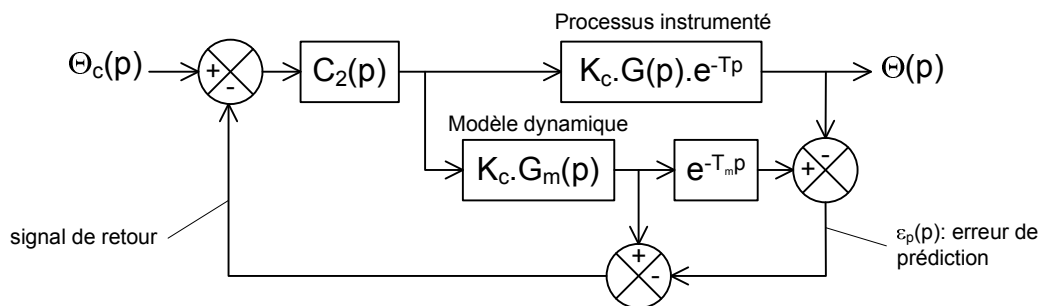 Processus instrumenté
Θc(p)
+
-
C2(p)
Kc.G(p).e-Tp
Θ(p)
Modèle dynamique
Kc.Gm(p)
e-Tmp
-
+
signal de retour
+
-
εp(p): erreur de
prédiction